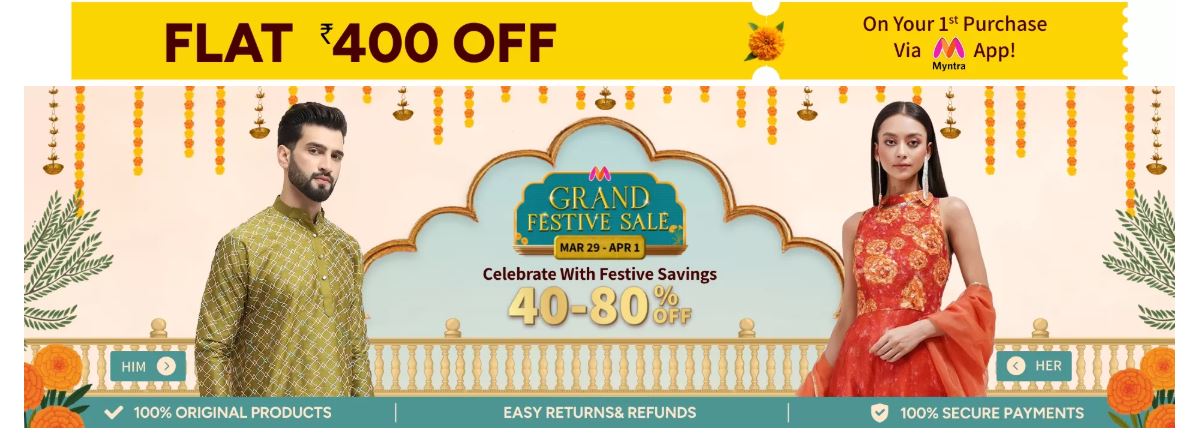 FLAT ₹400 OFF
On Your 1st Purchase
Via Myntra App!
GRAND
FESTIVE SALE
MAR 29 - APR 1
Celebrate With Festive Savings
40-80% OFF
HIM
HER
100% ORIGINAL PRODUCTS
EASY RETURNS& REFUNDS
100% SECURE PAYMENTS